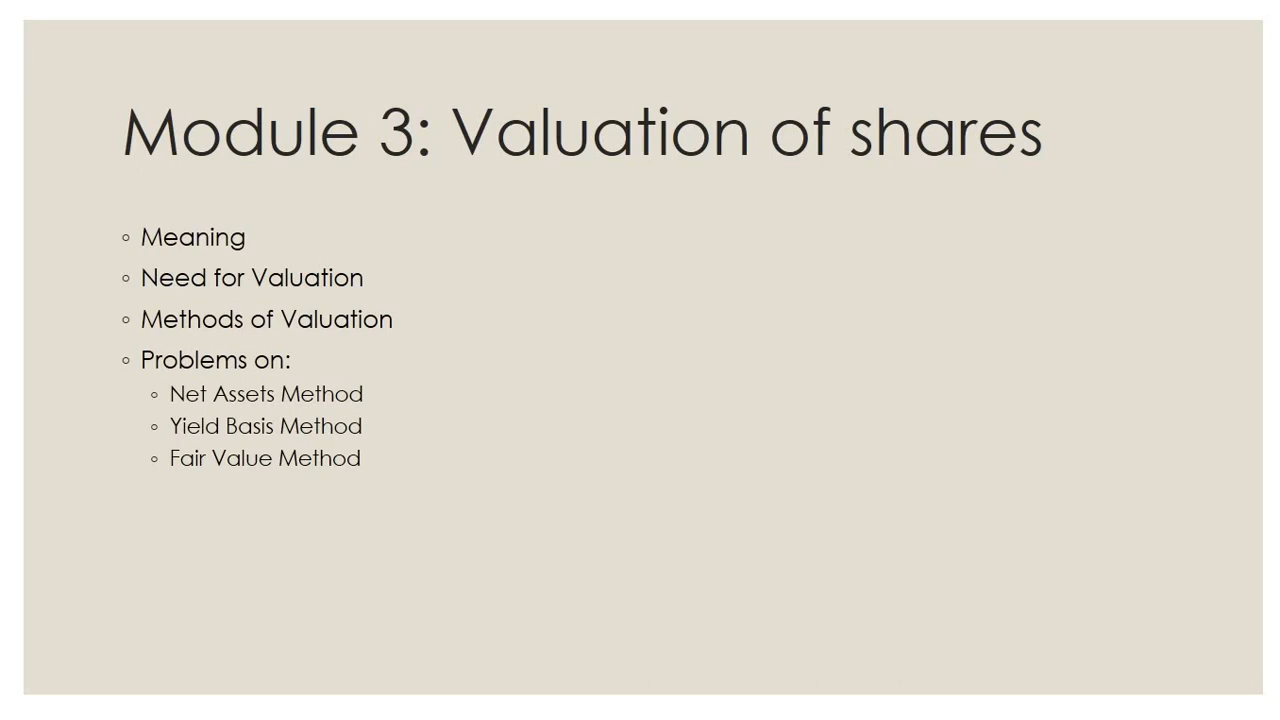 Module 3: Valuation of shares
◦ Meaning
◦ Need for Valuation
◦ Methods of Valuation
◦ Problems on:
◦ Net Assets Method
◦ Yield Basis Method
◦ Fair Value Method